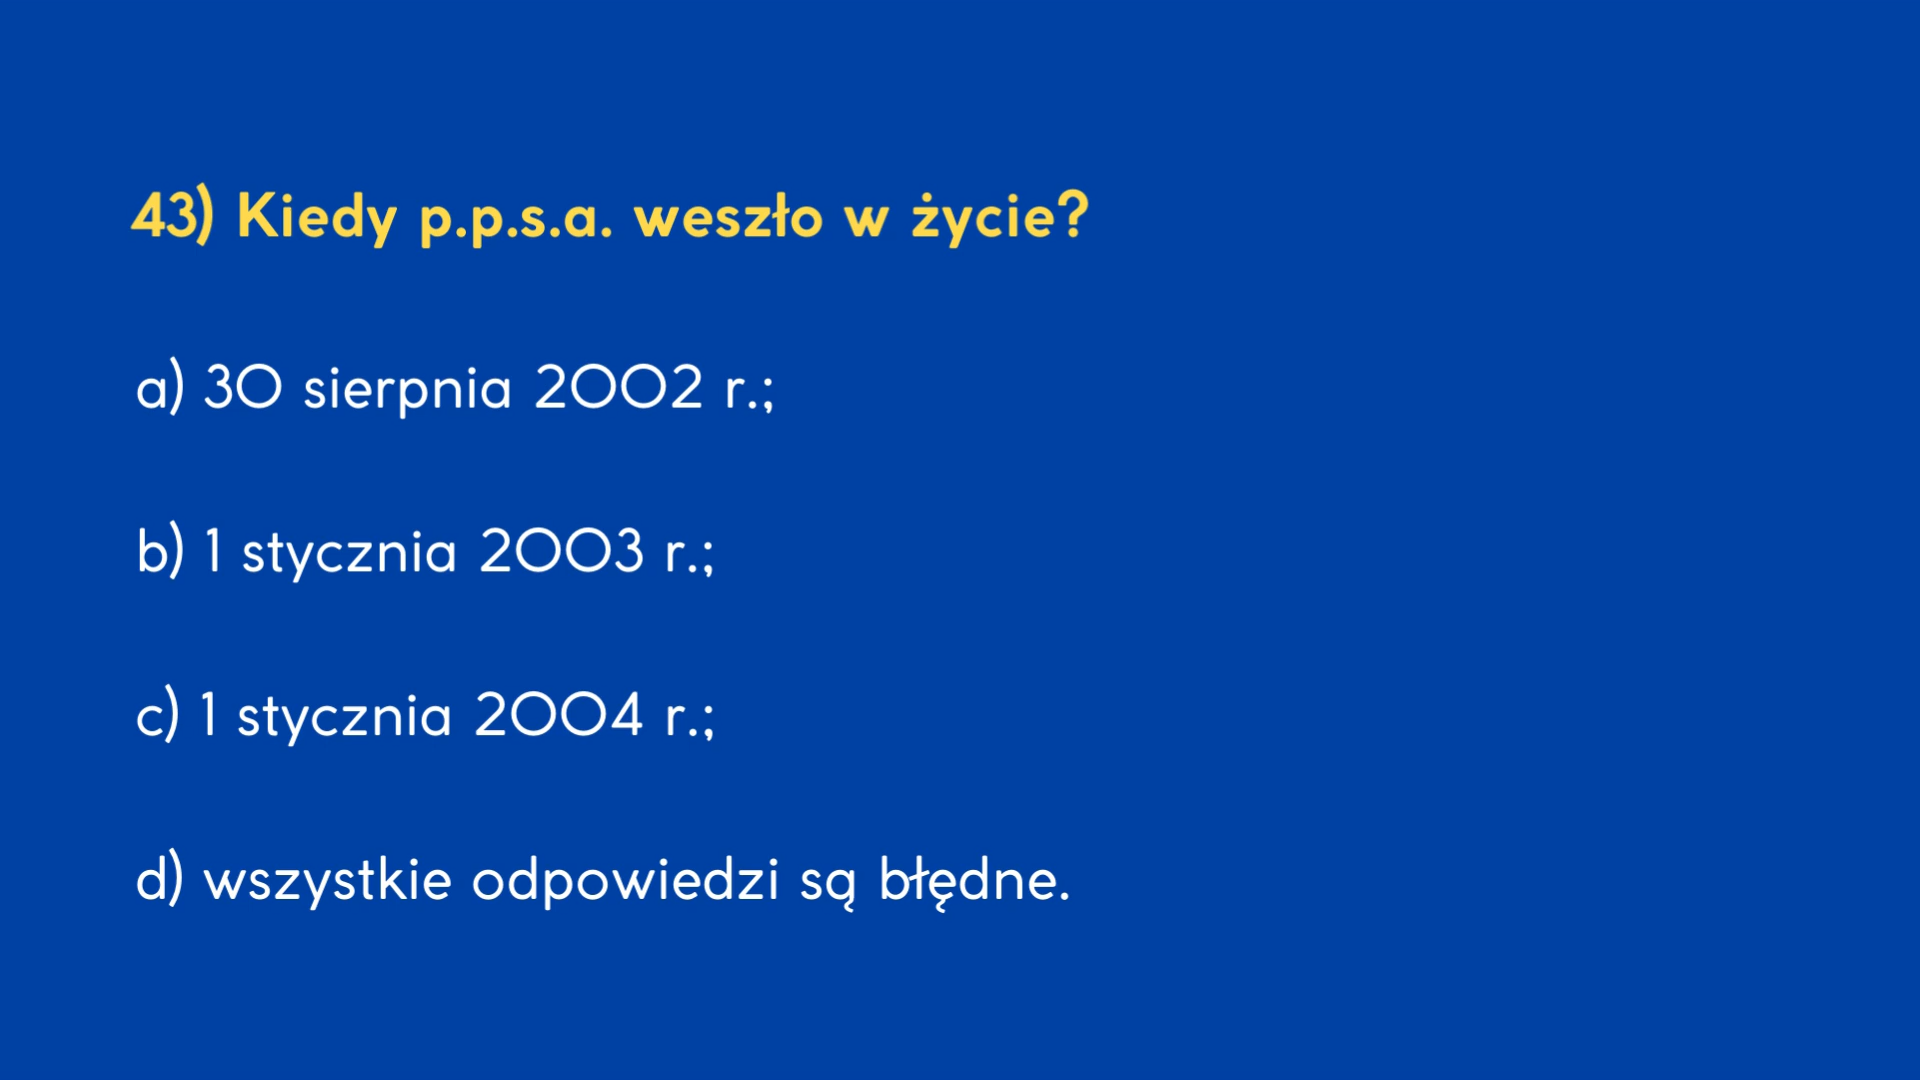 43) Kiedy p.p.s.a. weszło w życie?
a) 30 sierpnia 2002 r.;
b) 1 stycznia 2003 r.;
c) 1 stycznia 2004 r.;
d) wszystkie odpowiedzi są błędne.